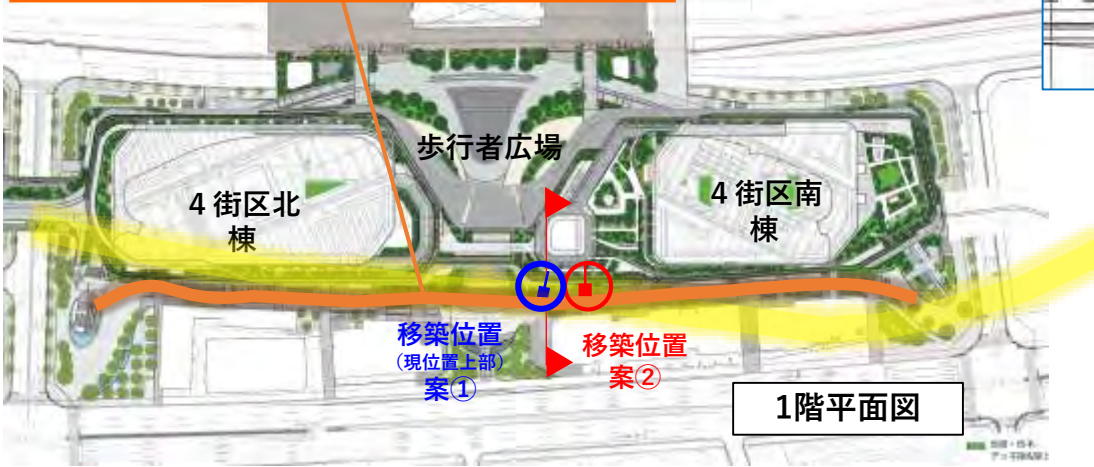 歩行者広場
4 街区北
棟
4 街区南
棟
移築位置
(現位置上部)
案①
移築位置
案②
1階平面図